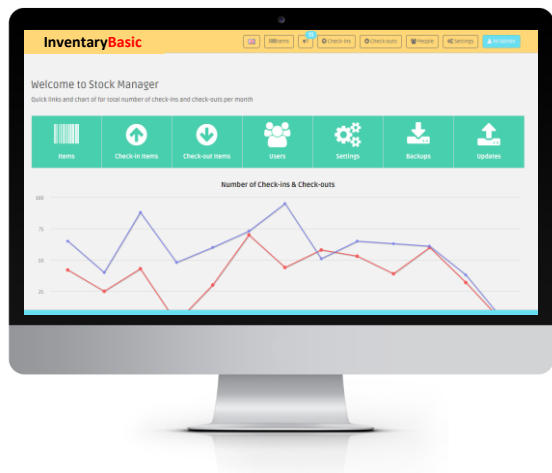 InventaryBasic
Items
Check-ins
Check-outs
People
Settings
Welcome to Stock Manager
Quick links and chart of for total number of check-ins and check-outs per month
Items
Check-in Items
Check-out Items
Users
Settings
Backups
Updates
Number of Check-ins & Check-outs
100
75
50
25